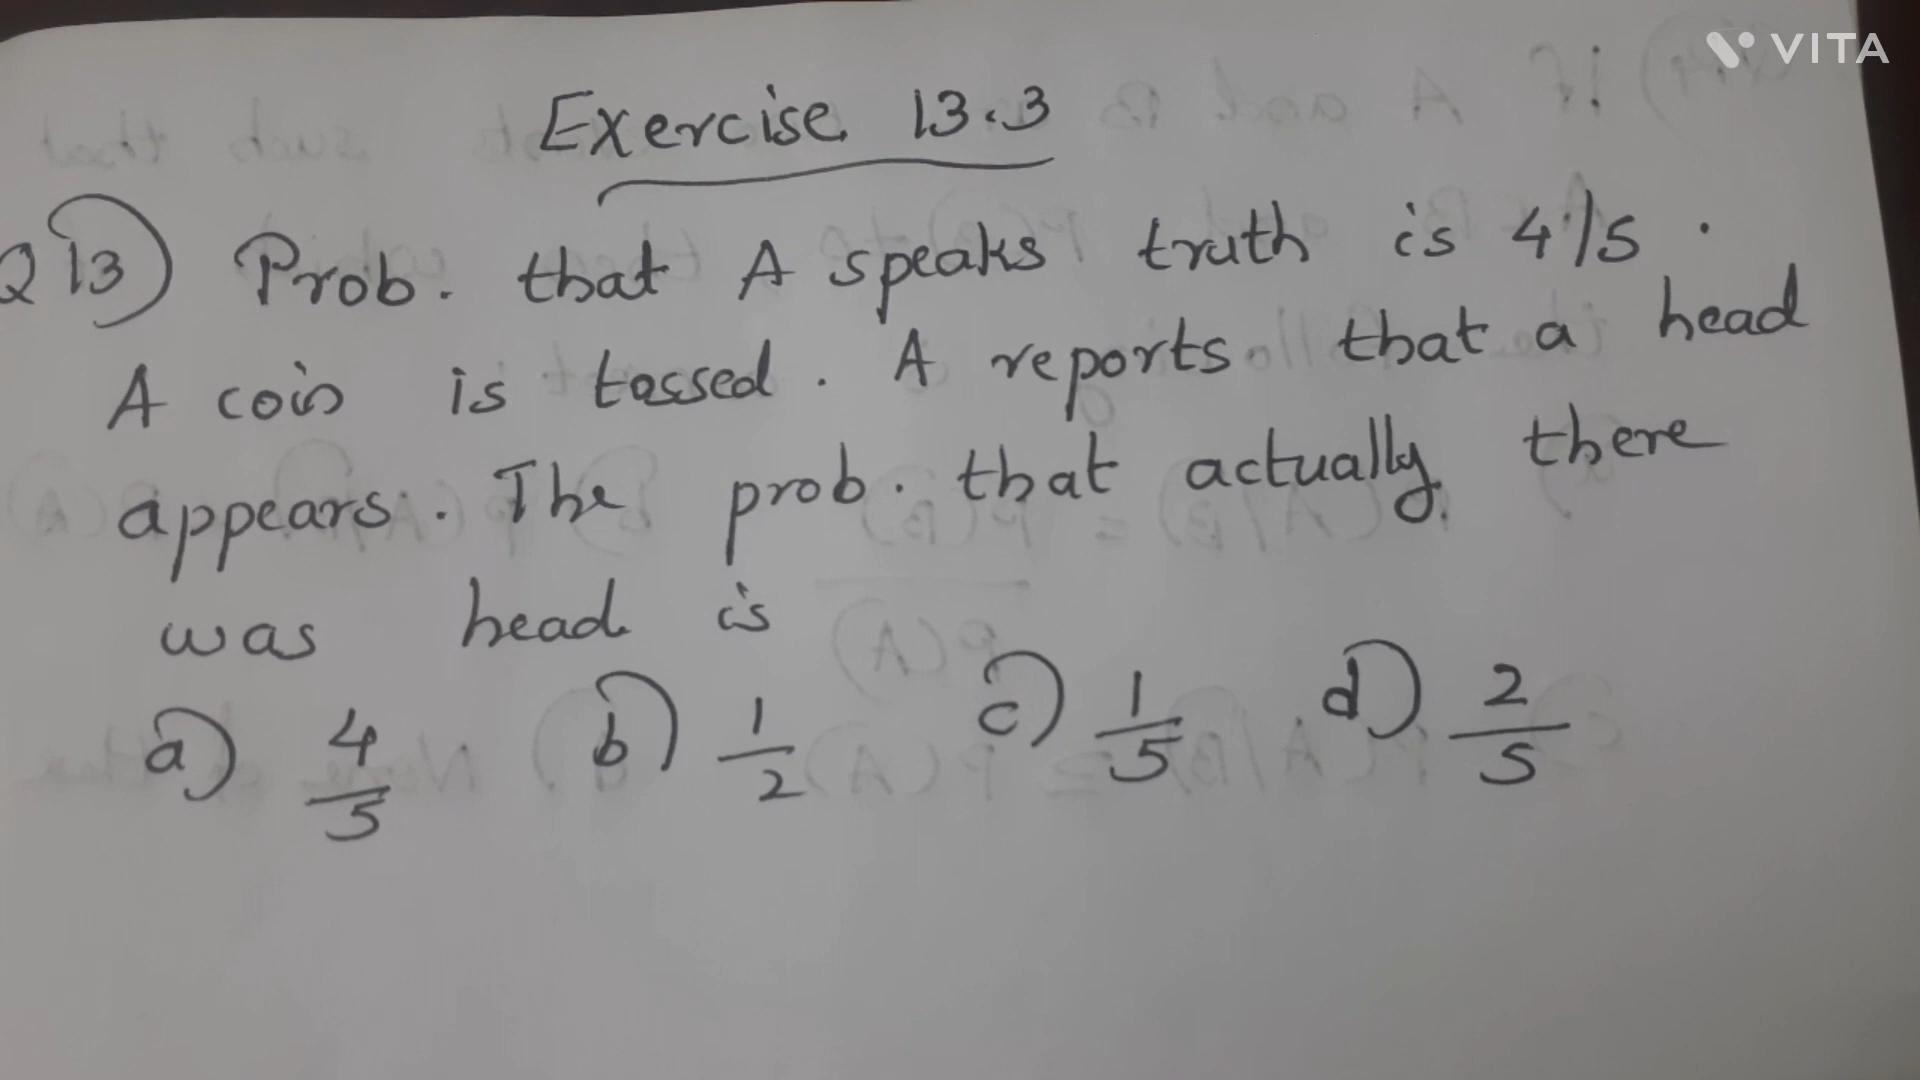 VITA
Exercise 13.3
Q13) Prob. that A speaks truth is 4/5.
A coin is tossed. A reports that a head
appears. The prob. that actually there
was head is
a) 4/5 b) 1/2 c) 1/5 d) 2/5